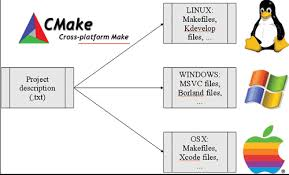 CMake
Cross-platform Make
Project
description
(.txt)
LINUX:
Makefiles,
Kdevelop
files, ...
WINDOWS:
MSVC files,
Borland files,
...
OSX:
Makefiles,
Xcode files,
...